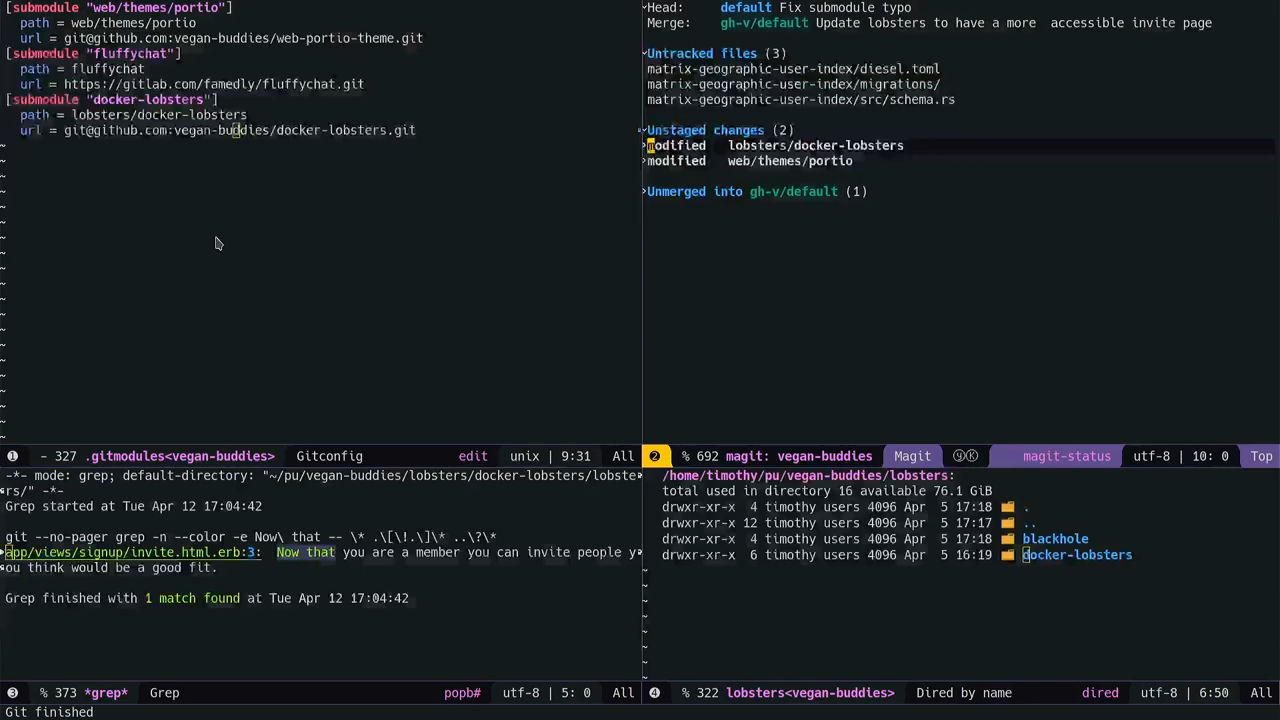 [submodule "web/themes/portio"]
path = web/themes/portio
url = git@github.com:vegan-buddies/web-portio-theme.git
[submodule "fluffychat"]
path = fluffychat
url = https://gitlab.com/famedly/fluffychat.git
[submodule "docker-lobsters"]
path = lobsters/docker-lobsters
url = git@github.com:vegan-buddies/docker-lobsters.git
❶ - 327 .gitmodules<vegan-buddies> Gitconfig edit unix | 9:31 All
Head: default Fix submodule typo
Merge: gh-v/default Update lobsters to have a more  accessible invite page
Untracked files (3)
matrix-geographic-user-index/diesel.toml
matrix-geographic-user-index/migrations/
matrix-geographic-user-index/src/schema.rs
Unstaged changes (2)
modified lobsters/docker-lobsters
modified web/themes/portio
Unmerged into gh-v/default (1)
❷ % 692 magit: vegan-buddies Magit ⓨⓀ magit-status utf-8 | 10: 0 Top
-*- mode: grep; default-directory: "~/pu/vegan-buddies/lobsters/docker-lobsters/lobste
rs/" -*-
Grep started at Tue Apr 12 17:04:42
git --no-pager grep -n --color -e Now\ that -- \* .\[\!.\]\* ..\?\*
app/views/signup/invite.html.erb:3:  Now that you are a member you can invite people y
ou think would be a good fit.
Grep finished with 1 match found at Tue Apr 12 17:04:42
❸ % 373 *grep* Grep popb# utf-8 | 5: 0 All
/home/timothy/pu/vegan-buddies/lobsters:
total used in directory 16 available 76.1 GiB
drwxr-xr-x  4 timothy users 4096 Apr  5 17:18 .
drwxr-xr-x 12 timothy users 4096 Apr  5 17:17 ..
drwxr-xr-x  4 timothy users 4096 Apr  5 17:18 blackhole
drwxr-xr-x  6 timothy users 4096 Apr  5 16:19 docker-lobsters
❹ % 322 lobsters<vegan-buddies> Dired by name dired utf-8 | 6:50 All
Git finished